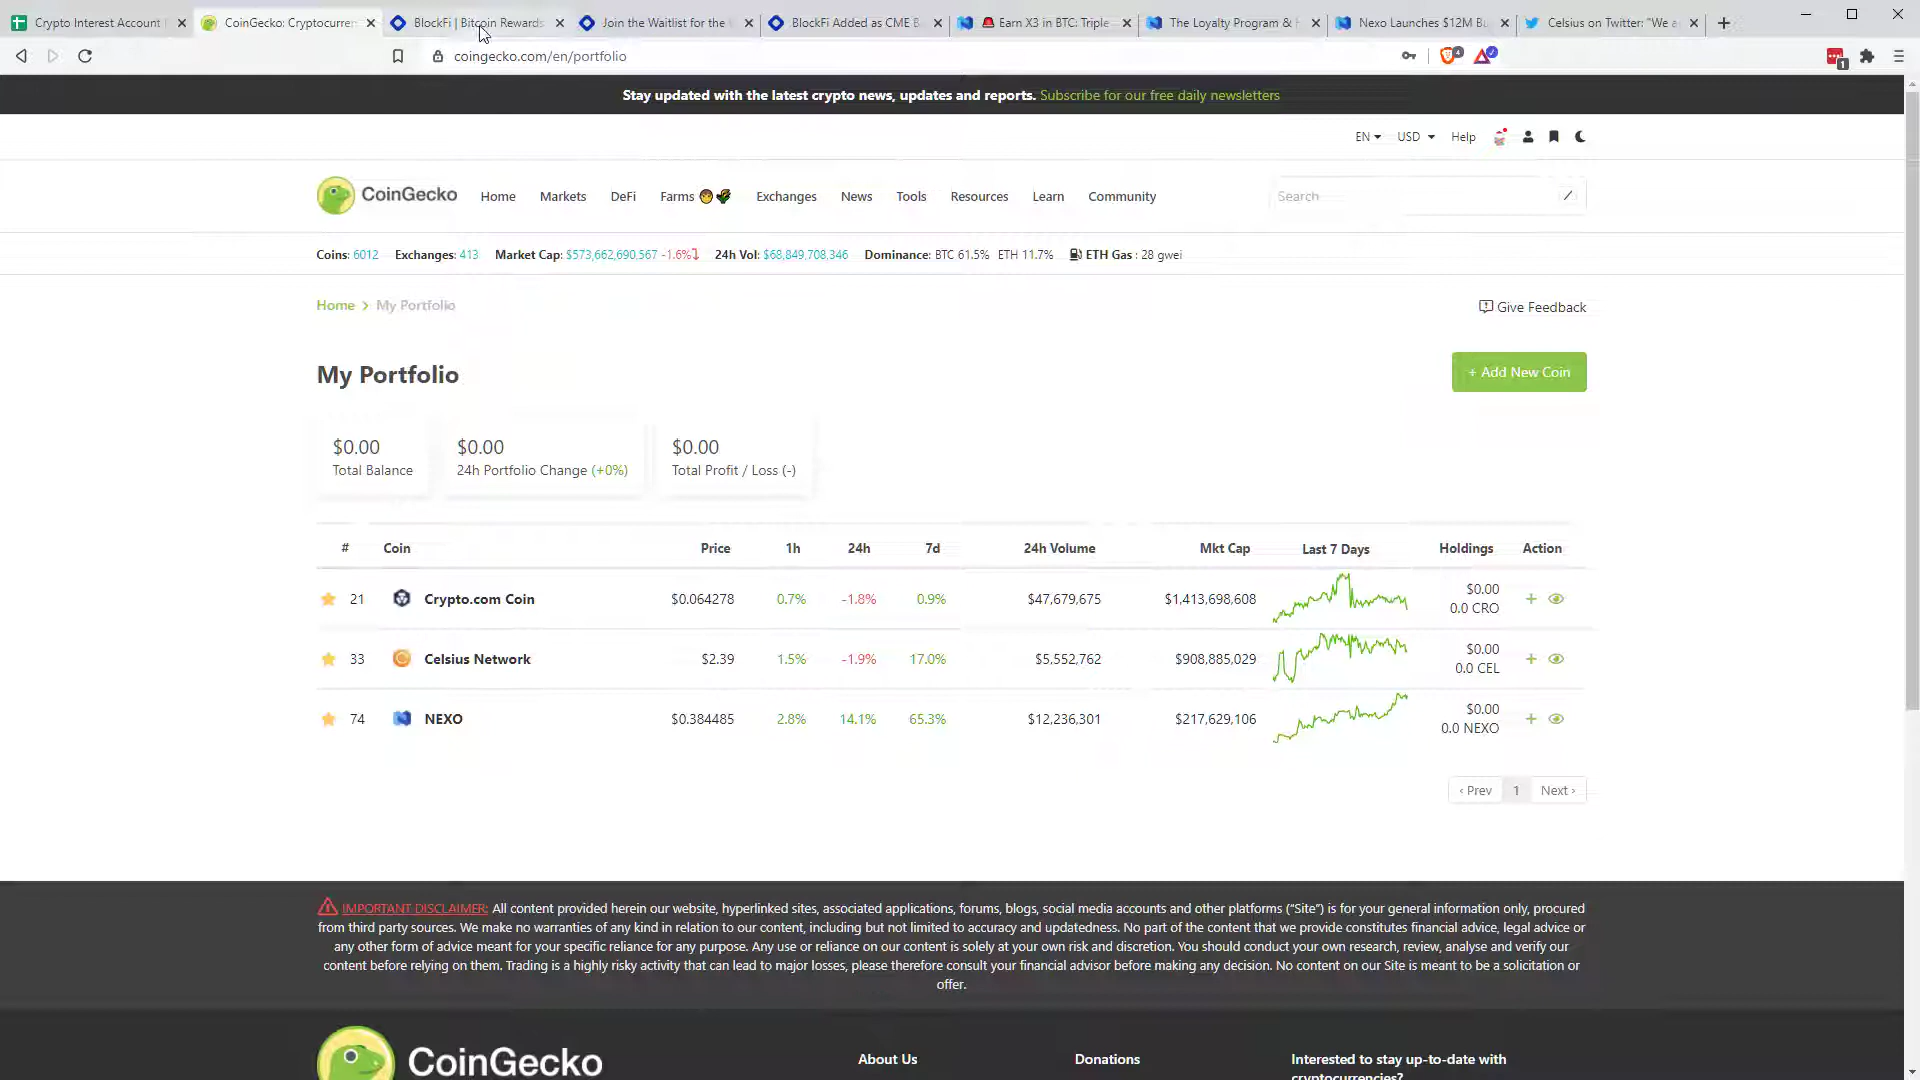 Crypto Interest Account
CoinGecko: Cryptocurren
BlockFi | Bitcoin Rewards
Join the Waitlist for the
BlockFi Added as CME B
🚨 Earn X3 in BTC: Triple
The Loyalty Program &
Nexo Launches $12M Bu
Celsius on Twitter: "We a
coingecko.com/en/portfolio
4
1
Stay updated with the latest crypto news, updates and reports. Subscribe for our free daily newsletters
EN USD Help
CoinGecko Home Markets DeFi Farms Exchanges News Tools Resources Learn Community Search /
Coins: 6012 Exchanges: 413 Market Cap: $573,662,690,567 -1.6% 24h Vol: $68,849,708,346 Dominance: BTC 61.5% ETH 11.7% ETH Gas : 28 gwei
Home > My Portfolio
Give Feedback
My Portfolio
+ Add New Coin
$0.00 $0.00 $0.00
Total Balance 24h Portfolio Change (+0%) Total Profit / Loss (-)
# Coin Price 1h 24h 7d 24h Volume Mkt Cap Last 7 Days Holdings Action
21 Crypto.com Coin $0.064278 0.7% -1.8% 0.9% $47,679,675 $1,413,698,608 $0.00 +
0.0 CRO
33 Celsius Network $2.39 1.5% -1.9% 17.0% $5,552,762 $908,885,029 $0.00 +
0.0 CEL
74 NEXO $0.384485 2.8% 14.1% 65.3% $12,236,301 $217,629,106 $0.00 +
0.0 NEXO
‹ Prev 1 Next ›
IMPORTANT DISCLAIMER: All content provided herein our website, hyperlinked sites, associated applications, forums, blogs, social media accounts and other platforms (“Site”) is for your general information only, procured
from third party sources. We make no warranties of any kind in relation to our content, including but not limited to accuracy and updatedness. No part of the content that we provide constitutes financial advice, legal advice or
any other form of advice meant for your specific reliance for any purpose. Any use or reliance on our content is solely at your own risk and discretion. You should conduct your own research, review, analyse and verify our
content before relying on them. Trading is a highly risky activity that can lead to major losses, please therefore consult your financial advisor before making any decision. No content on our Site is meant to be a solicitation or
offer.
CoinGecko
About Us
Donations
Interested to stay up-to-date with
cryptocurrencies?